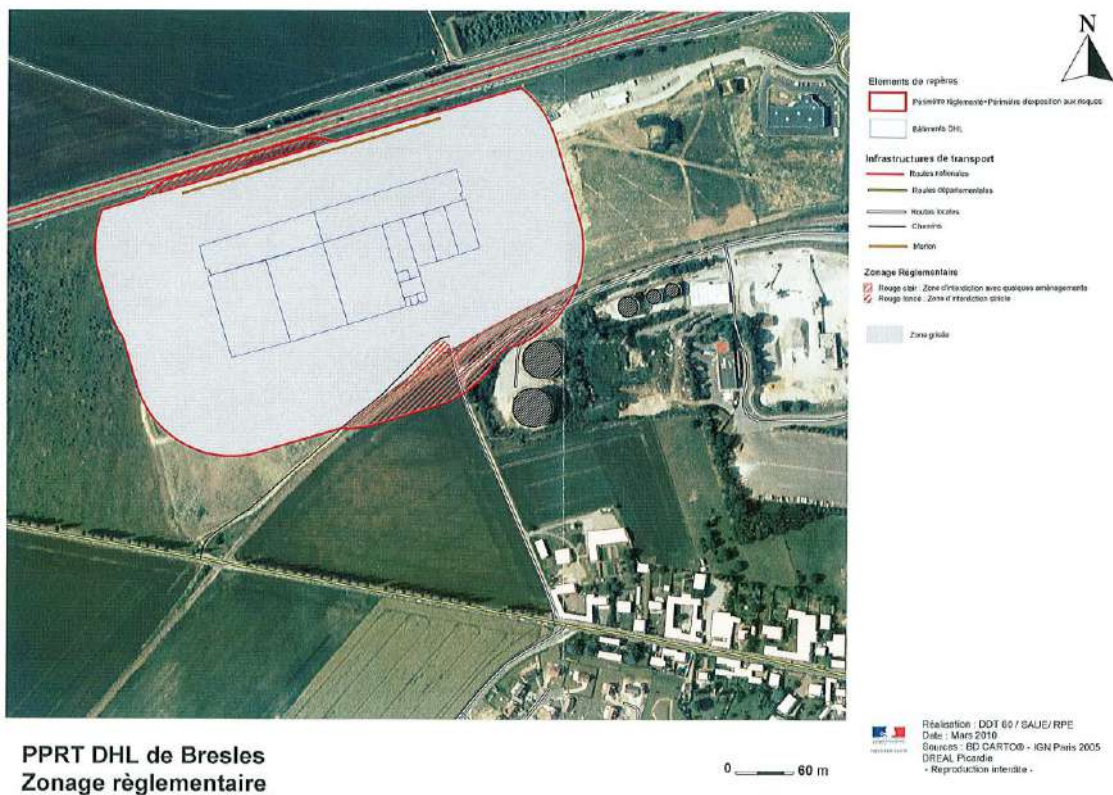 N
Elements de repères
Périmètre règlementé=Périmètre d'exposition aux risques
Bâtiments DHL
Infrastructures de transport
Routes nationales
Routes départementales
Routes locales
Chemins
Merlon
Zonage Règlementaire
Rouge clair : Zone d'interdiction avec quelques aménagements
Rouge foncé : Zone d'interdiction stricte
Zone grisée
Réalisation : DDT 60 / SAUE/ RPE
Date : Mars 2010
Sources : BD CARTO® - IGN Paris 2005
DREAL Picardie
- Reproduction interdite -
PPRT DHL de Bresles
Zonage règlementaire
0 60 m